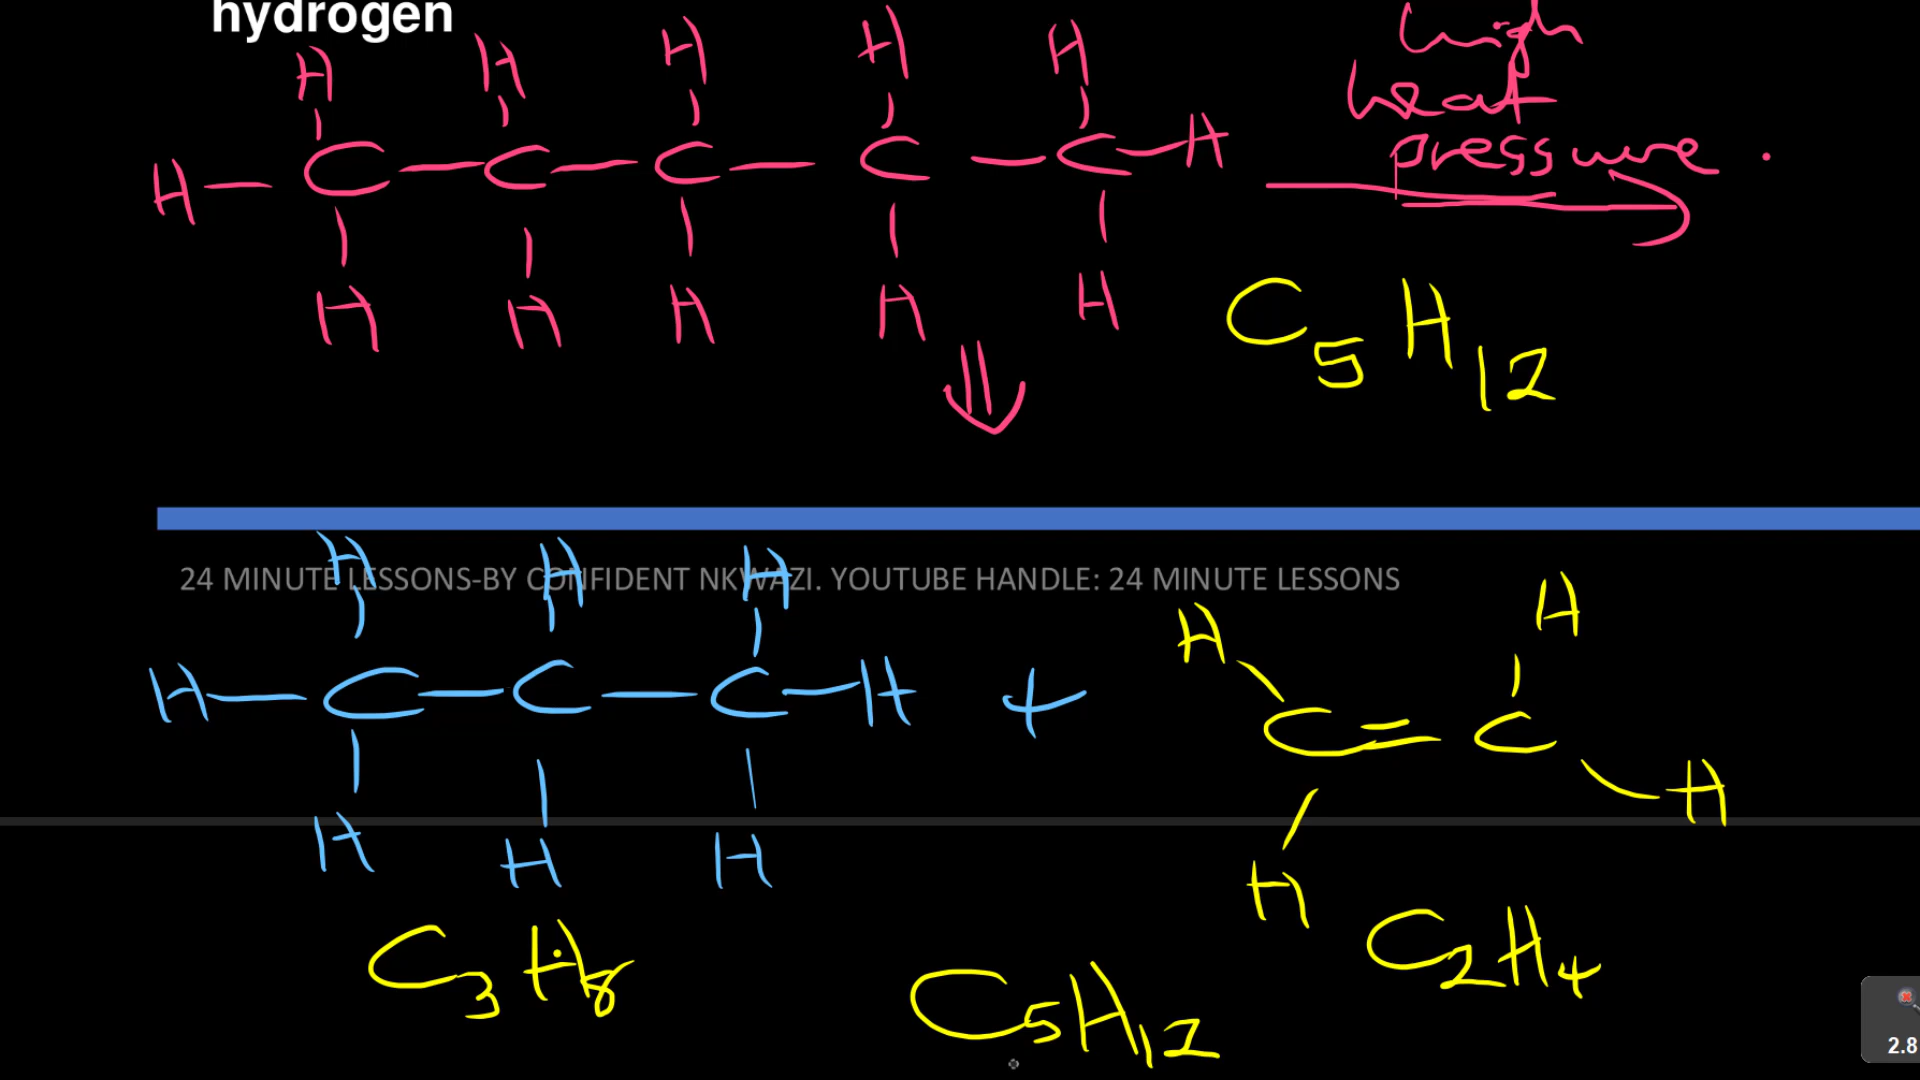 hydrogen
H H H H H
H — C — C — C — C — C — H
H H H H H
high
heat
pressure.
C5H12
24 MINUTE LESSONS-BY CONFIDENT NKWAZI. YOUTUBE HANDLE: 24 MINUTE LESSONS
H H H
H — C — C — C — H
H H H
+
H H
C = C
H H
C3H8
C2H4
C5H12
2.8